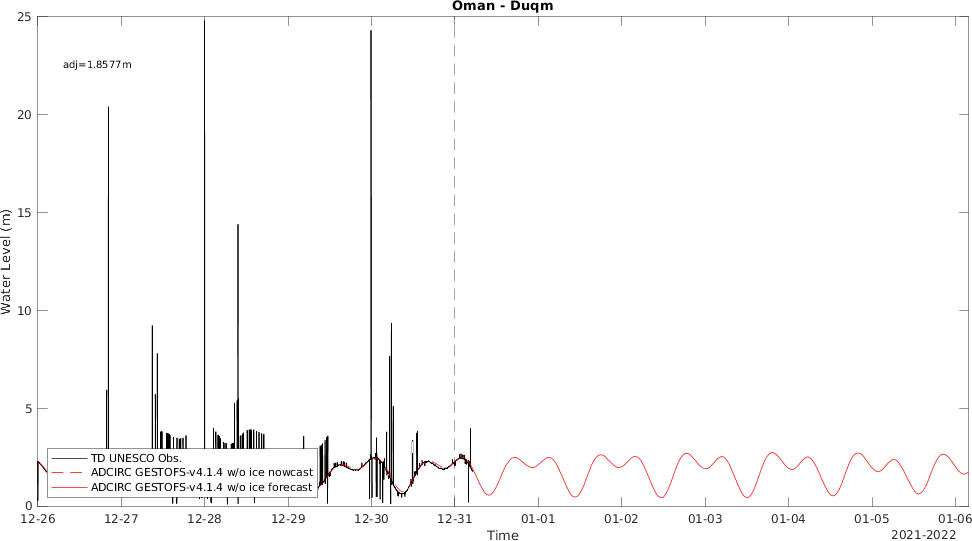 Oman - Duqm
25
adj=1.8577m
20
15
10
5
0
Water Level (m)
TD UNESCO Obs.
ADCIRC GESTOFS-v4.1.4 w/o ice nowcast
ADCIRC GESTOFS-v4.1.4 w/o ice forecast
12-26 12-27 12-28 12-29 12-30 12-31 01-01 01-02 01-03 01-04 01-05 01-06
Time
2021-2022